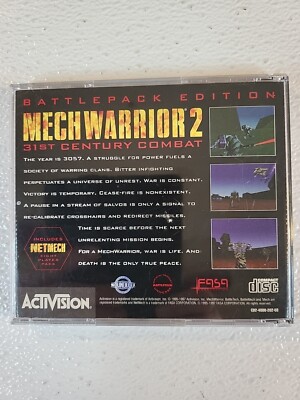 BATTLEPACK EDITION
MECHWARRIOR 2
31ST CENTURY COMBAT
THE YEAR IS 3057. A STRUGGLE FOR POWER FUELS A
SOCIETY OF WARRING CLANS. BITTER INFIGHTING
PERPETUATES A UNIVERSE OF UNREST. WAR IS CONSTANT.
VICTORY IS TEMPORARY. CEASE-FIRE IS NONEXISTENT.
A PAUSE IN A STREAM OF SALVOS IS ONLY A SIGNAL
TO RE-CALIBRATE CROSSHAIRS AND REDIRECT MISSILES.
TIME IS SCARCE BEFORE THE NEXT
UNRELENTING MISSION BEGINS.
FOR A MECHWARRIOR, WAR IS LIFE. AND
DEATH IS THE ONLY TRUE PEACE.
INCLUDES
NETMECH
EIGHT
PLAYER
PACK
ACTIVISION
FASA
COMPACT
disc